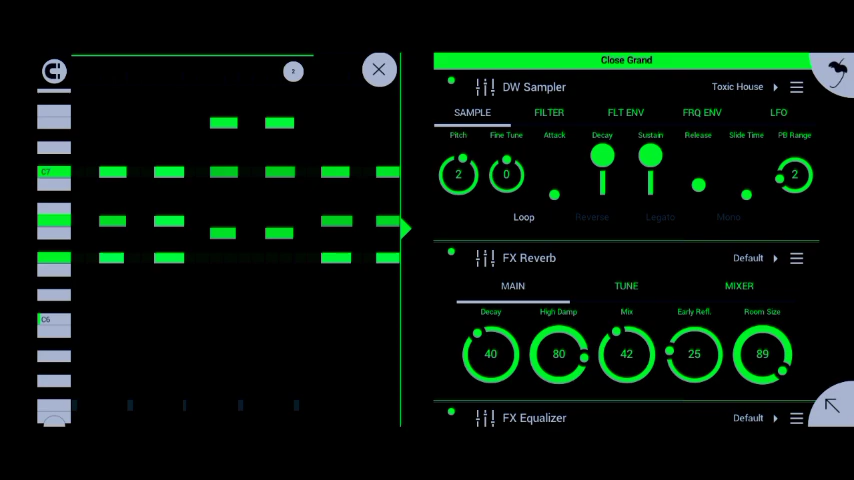 2
C7
C6
Close Grand
DW Sampler
Toxic House
SAMPLE FILTER FLT ENV FRQ ENV LFO
Pitch Fine Tune Attack Decay Sustain Release Slide Time PB Range
2 0 2
Loop Reverse Legato Mono
FX Reverb
Default
MAIN TUNE MIXER
Decay High Damp Mix Early Refl. Room Size
40 80 42 25 89
FX Equalizer
Default